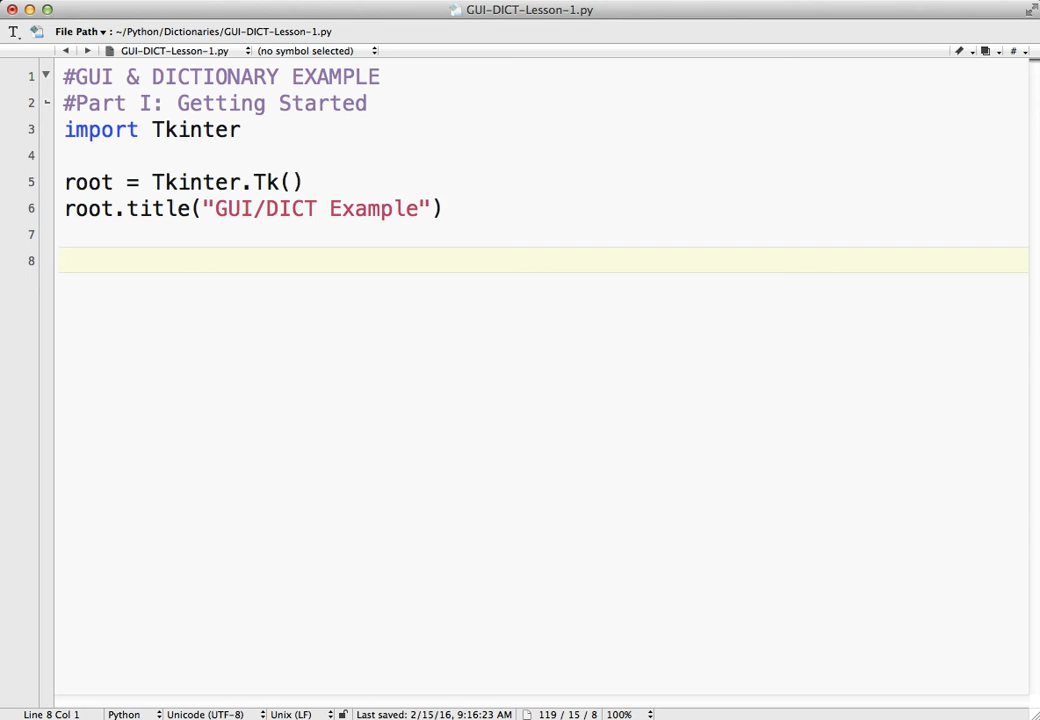 GUI-DICT-Lesson-1.py
File Path ▾ : ~/Python/Dictionaries/GUI-DICT-Lesson-1.py
GUI-DICT-Lesson-1.py (no symbol selected) #
1 #GUI & DICTIONARY EXAMPLE
2 #Part I: Getting Started
3 import Tkinter
4
5 root = Tkinter.Tk()
6 root.title("GUI/DICT Example")
7
8
Line 8 Col 1 Python Unicode (UTF-8) Unix (LF) Last saved: 2/15/16, 9:16:23 AM 119 / 15 / 8 100%